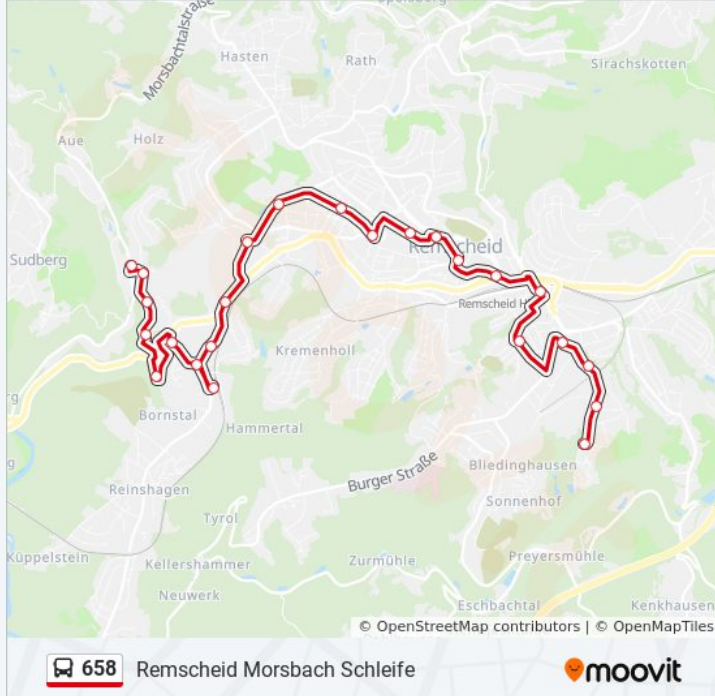 Morsbachtalstraße
Hasten
Rath
Sirachskotten
Aue
Holz
Sudberg
Remscheid
Remscheid H
Kremenholl
Bornstal
Hammertal
Burger Straße
Bliedinghausen
Reinshagen
Sonnenhof
Tyrol
Küppelstein
Kellershammer
Zurmühle
Preyersmühle
Neuwerk
Eschbachtal
Kenkhausen
© OpenStreetMap contributors | © OpenMapTiles
658 Remscheid Morsbach Schleife
moovit